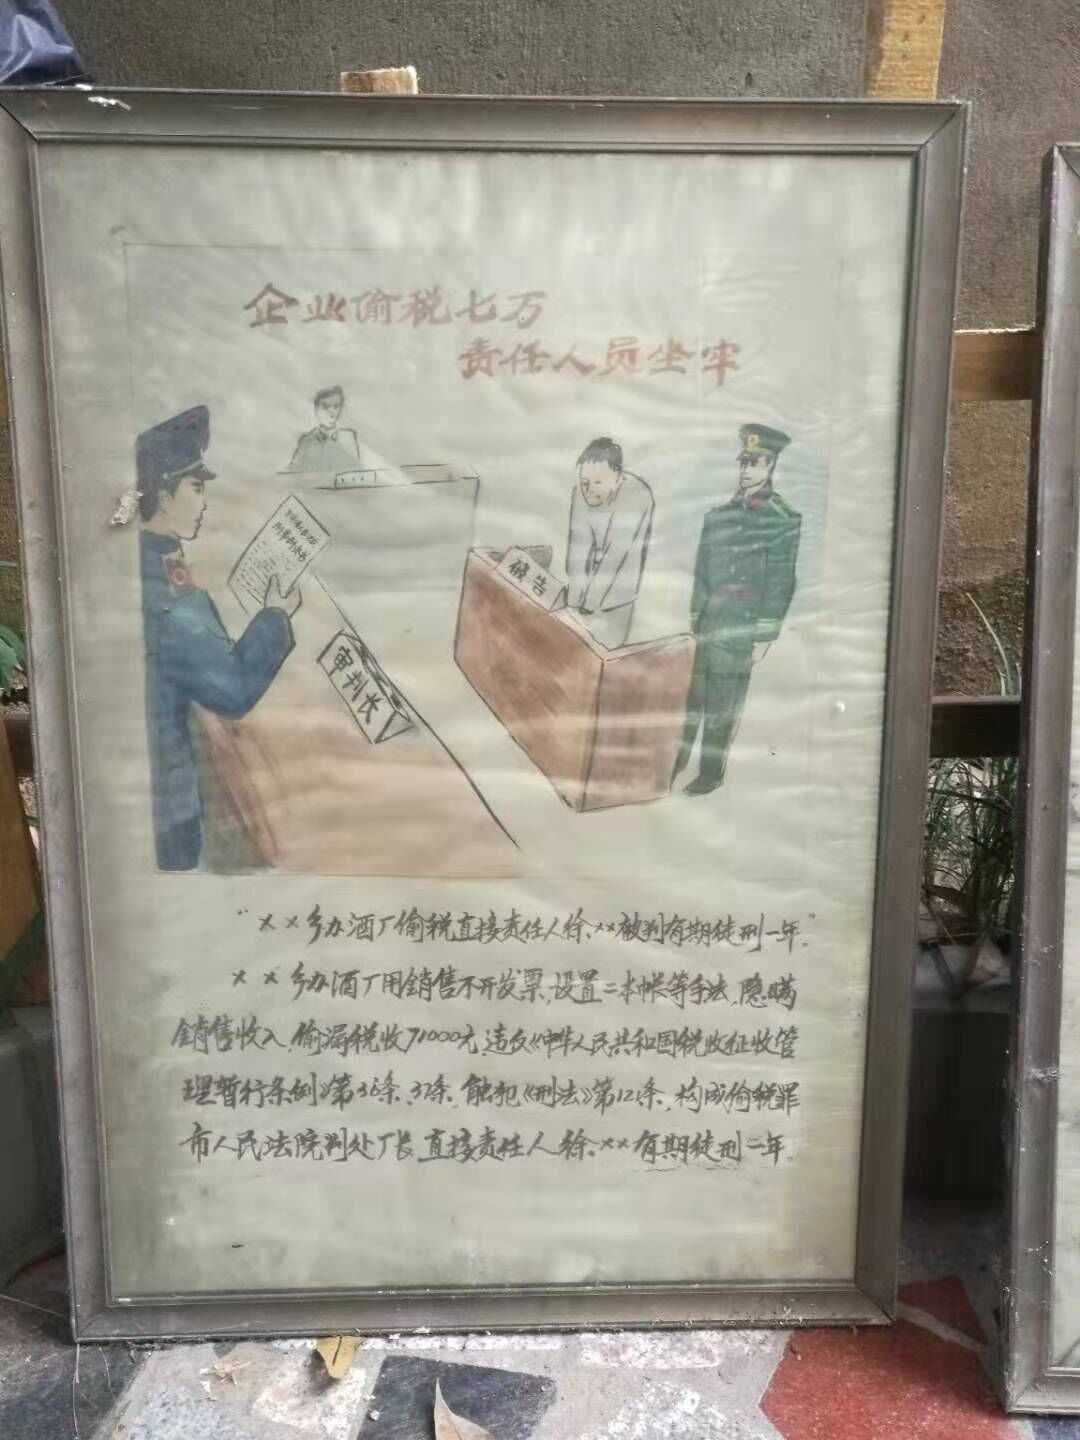 企业偷税七万
责任人员坐牢
审判长
被告
"××乡办酒厂偷税直接责任人徐××被判有期徒刑一年"
××乡办酒厂用销售不开发票,设置二本帐等手法,隐瞒
销售收入,偷漏税收71000元,违反《中华人民共和国税收征收管
理暂行条例》第36条、37条,触犯《刑法》第121条,构成偷税罪
市人民法院判处厂长、直接责任人徐××有期徒刑二年。